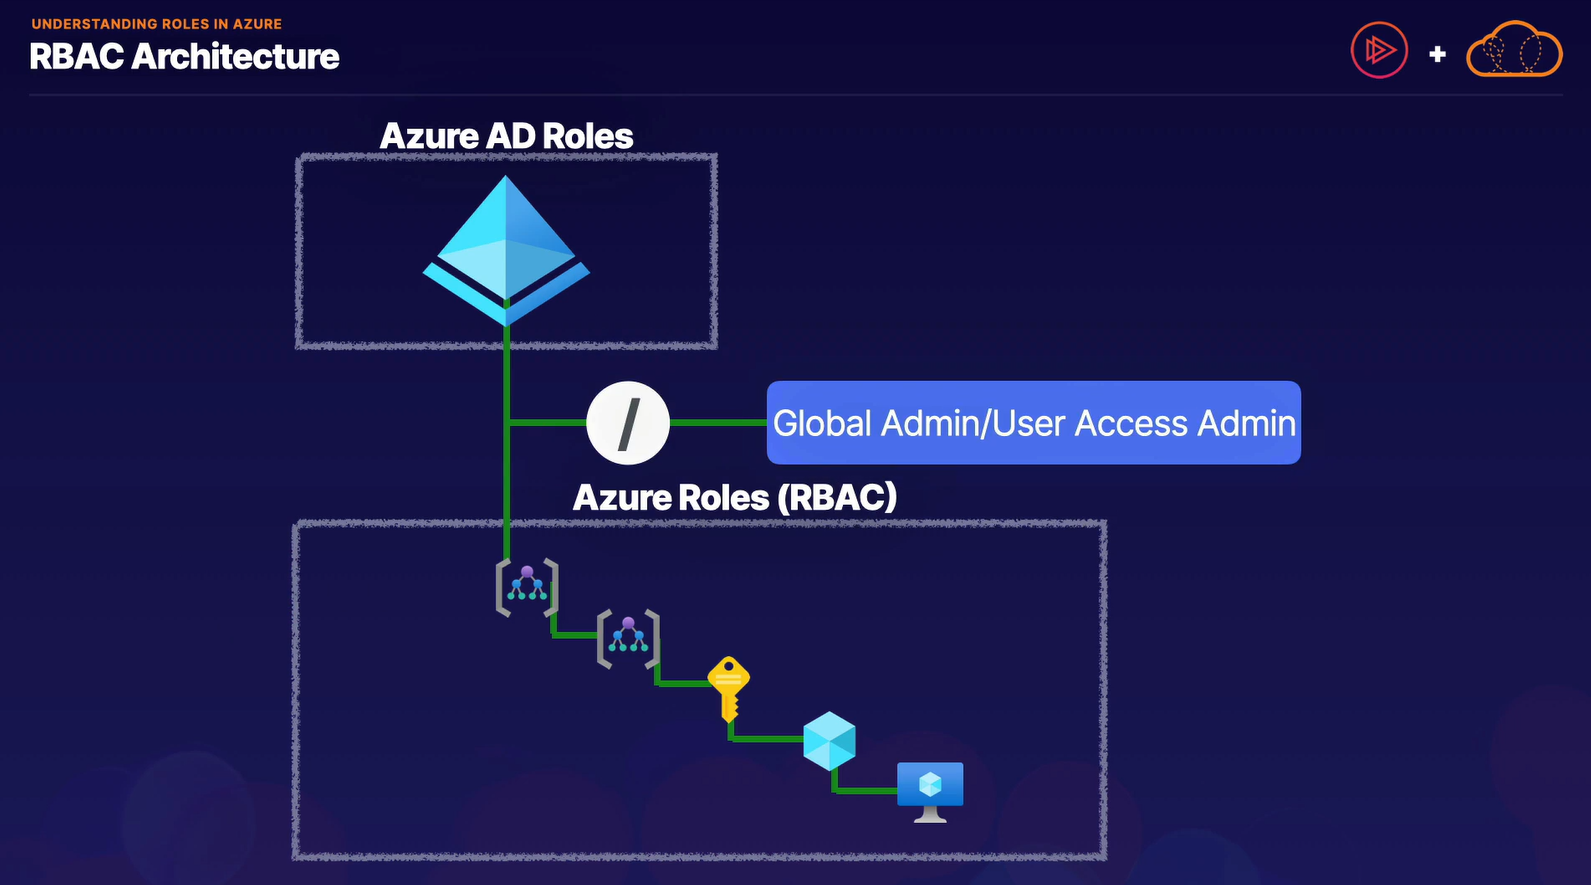 UNDERSTANDING ROLES IN AZURE
RBAC Architecture
+
Azure AD Roles
/
Global Admin/User Access Admin
Azure Roles (RBAC)